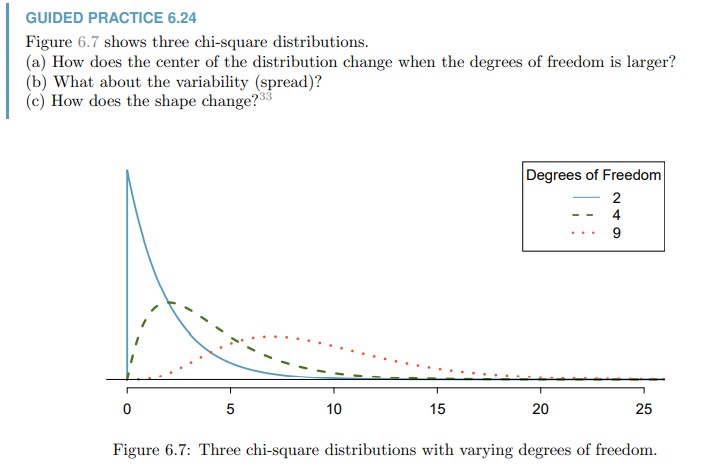 GUIDED PRACTICE 6.24
Figure 6.7 shows three chi-square distributions.
(a) How does the center of the distribution change when the degrees of freedom is larger?
(b) What about the variability (spread)?
(c) How does the shape change?33
Degrees of Freedom
2
4
9
0 5 10 15 20 25
Figure 6.7: Three chi-square distributions with varying degrees of freedom.